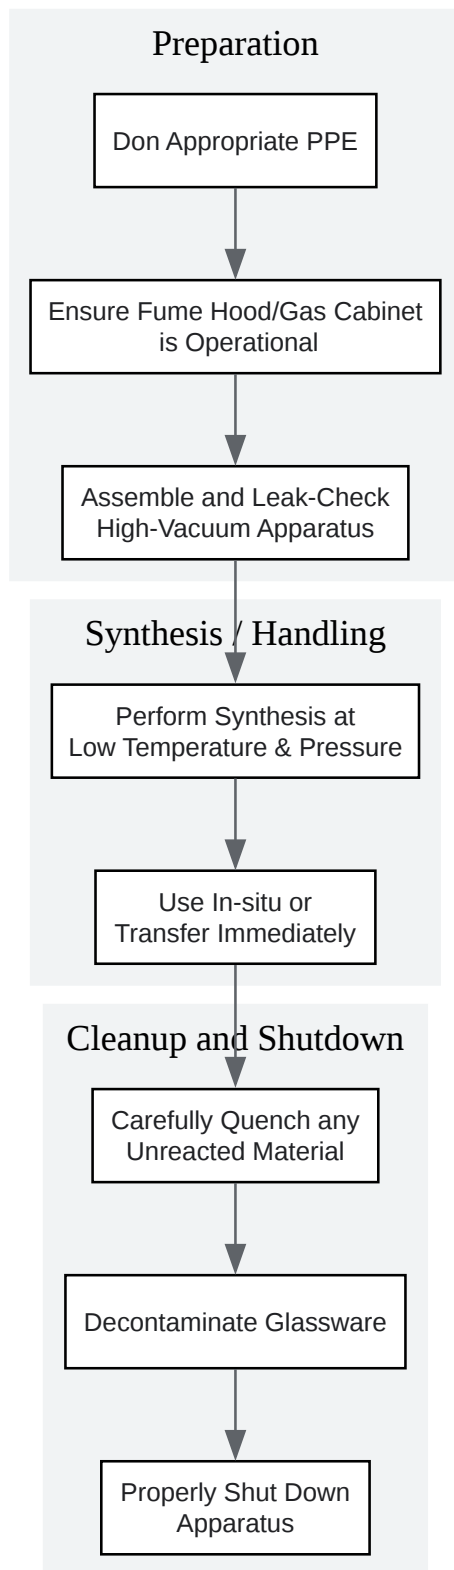 Preparation
Don Appropriate PPE
Ensure Fume Hood/Gas Cabinet
is Operational
Assemble and Leak-Check
High-Vacuum Apparatus
Synthesis / Handling
Perform Synthesis at
Low Temperature & Pressure
Use In-situ or
Transfer Immediately
Cleanup and Shutdown
Carefully Quench any
Unreacted Material
Decontaminate Glassware
Properly Shut Down
Apparatus